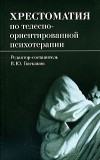 ХРЕСТОМАТИЯ
по телесно-
ориентированной
психотерапии
Редактор-составитель
В.Ю. Баскаков